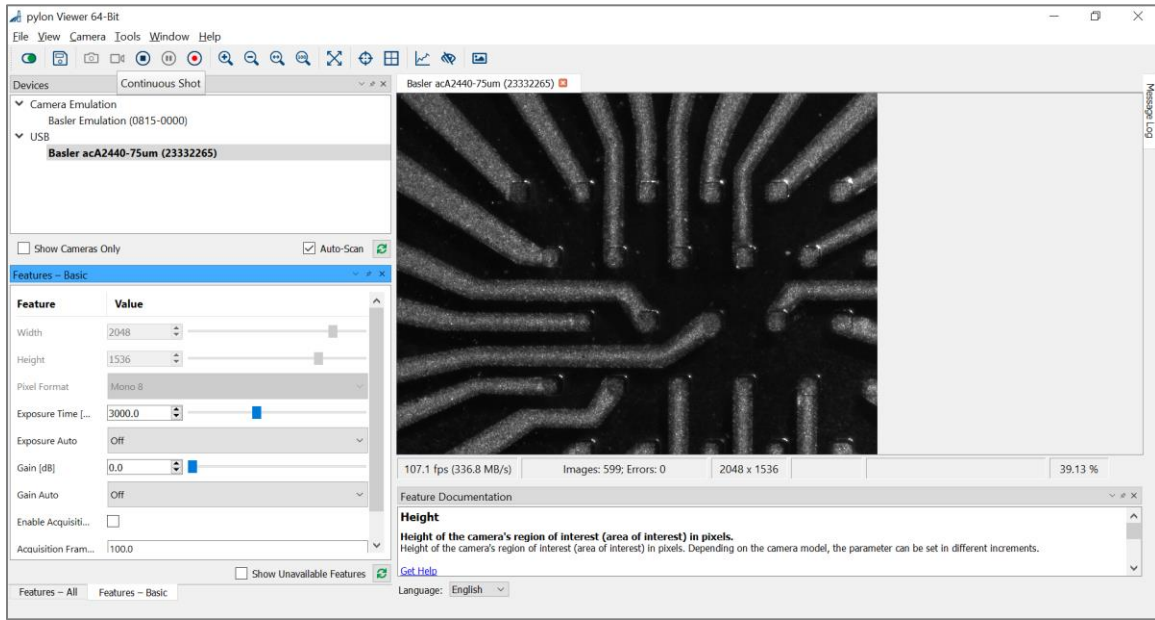 pylon Viewer 64-Bit
File View Camera Tools Window Help
Continuous Shot
Devices
Camera Emulation
Basler Emulation (0815-0000)
USB
Basler acA2440-75um (23332265)
Show Cameras Only
Auto-Scan
Features – Basic
Feature Value
Width 2048
Height 1536
Pixel Format Mono 8
Exposure Time [... 3000.0
Exposure Auto Off
Gain [dB] 0.0
Gain Auto Off
Enable Acquisiti...
Acquisition Fram... 100.0
Show Unavailable Features
Features – All Features – Basic
Basler acA2440-75um (23332265)
107.1 fps (336.8 MB/s) Images: 599; Errors: 0 2048 x 1536 39.13 %
Feature Documentation
Height
Height of the camera's region of interest (area of interest) in pixels.
Height of the camera's region of interest (area of interest) in pixels. Depending on the camera model, the parameter can be set in different increments.
Get Help
Language: English
Message Log